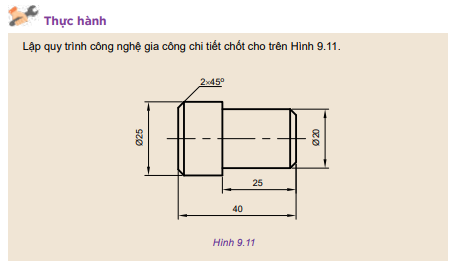 Thực hành
Lập quy trình công nghệ gia công chi tiết chốt cho trên Hình 9.11.
2×45º
Ø25
Ø20
25
40
Hình 9.11